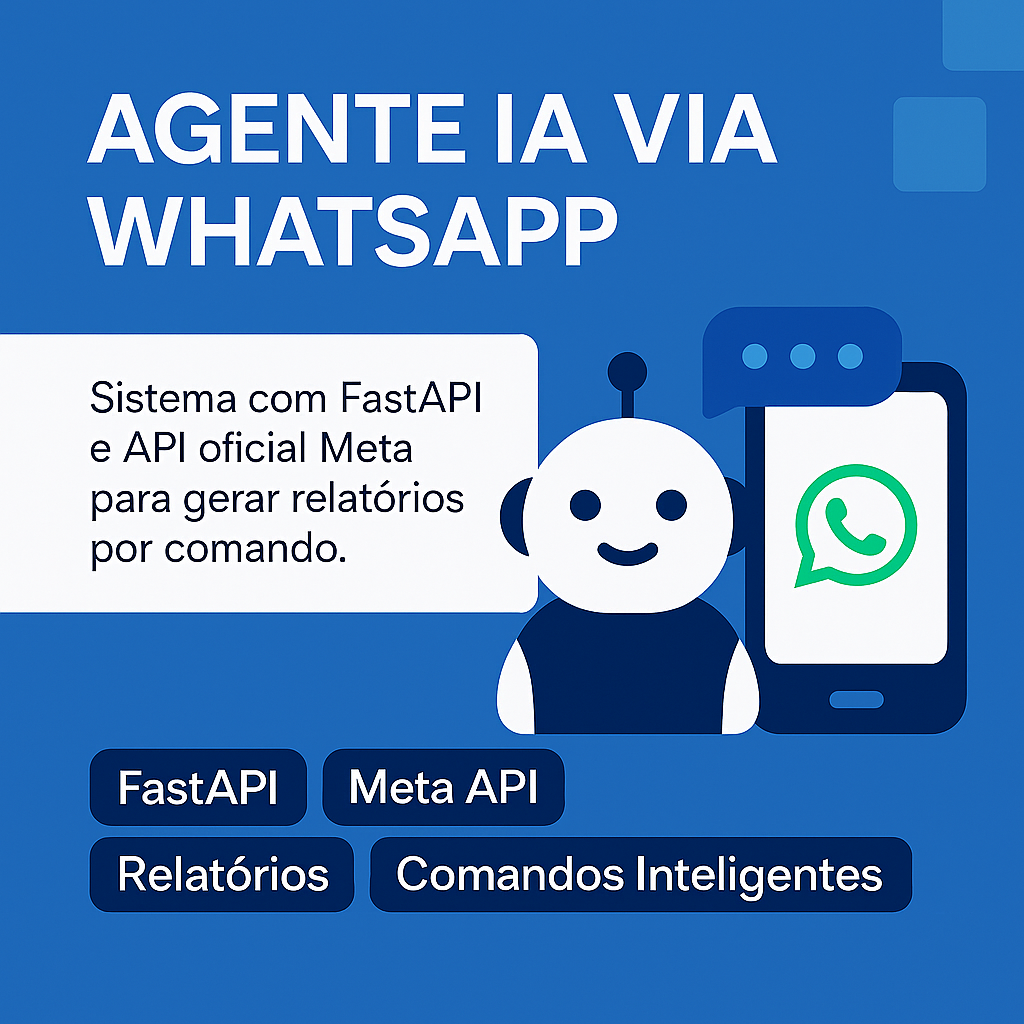 AGENTE IA VIA
WHATSAPP
Sistema com FastAPI
e API oficial Meta
para gerar relatórios
por comando.
FastAPI
Meta API
Relatórios
Comandos Inteligentes